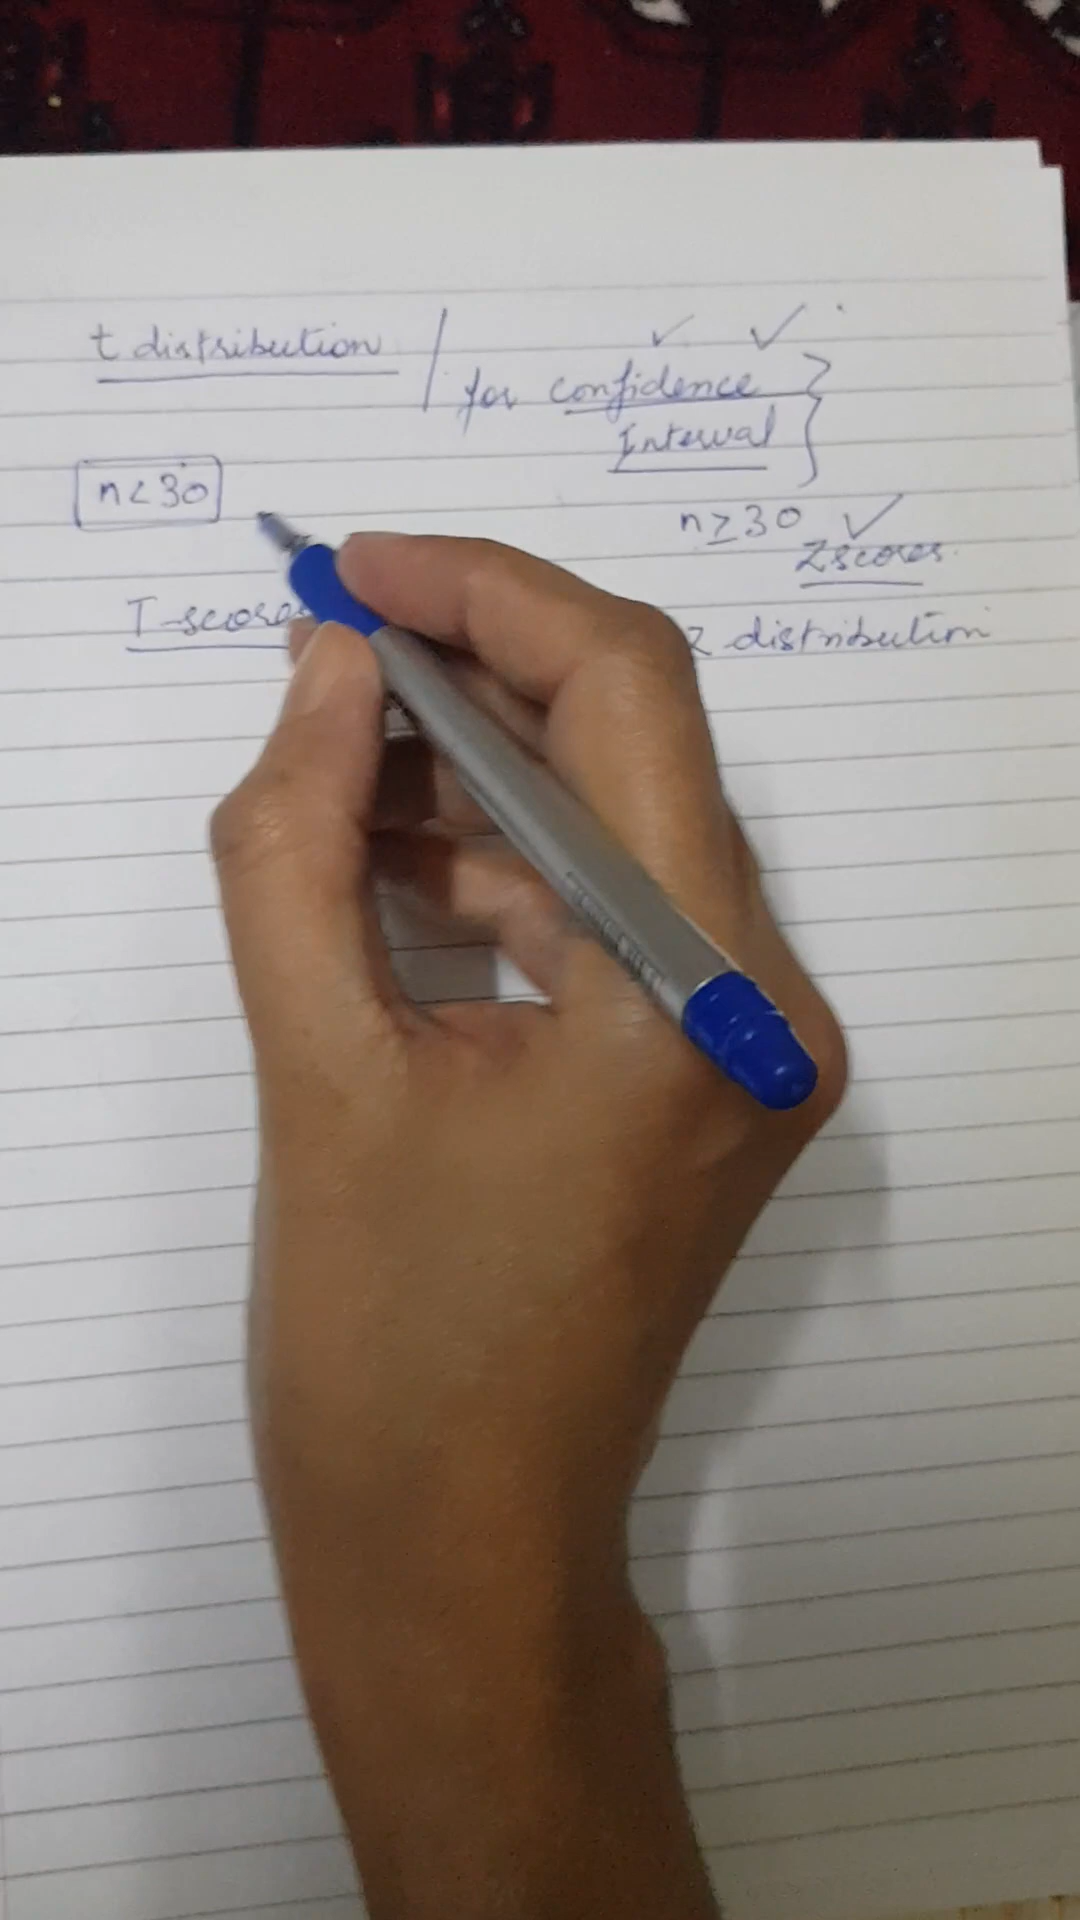 t distribution
for confidence
Interval
n < 30
n ≥ 30
Z scores
T-scores
Z distribution